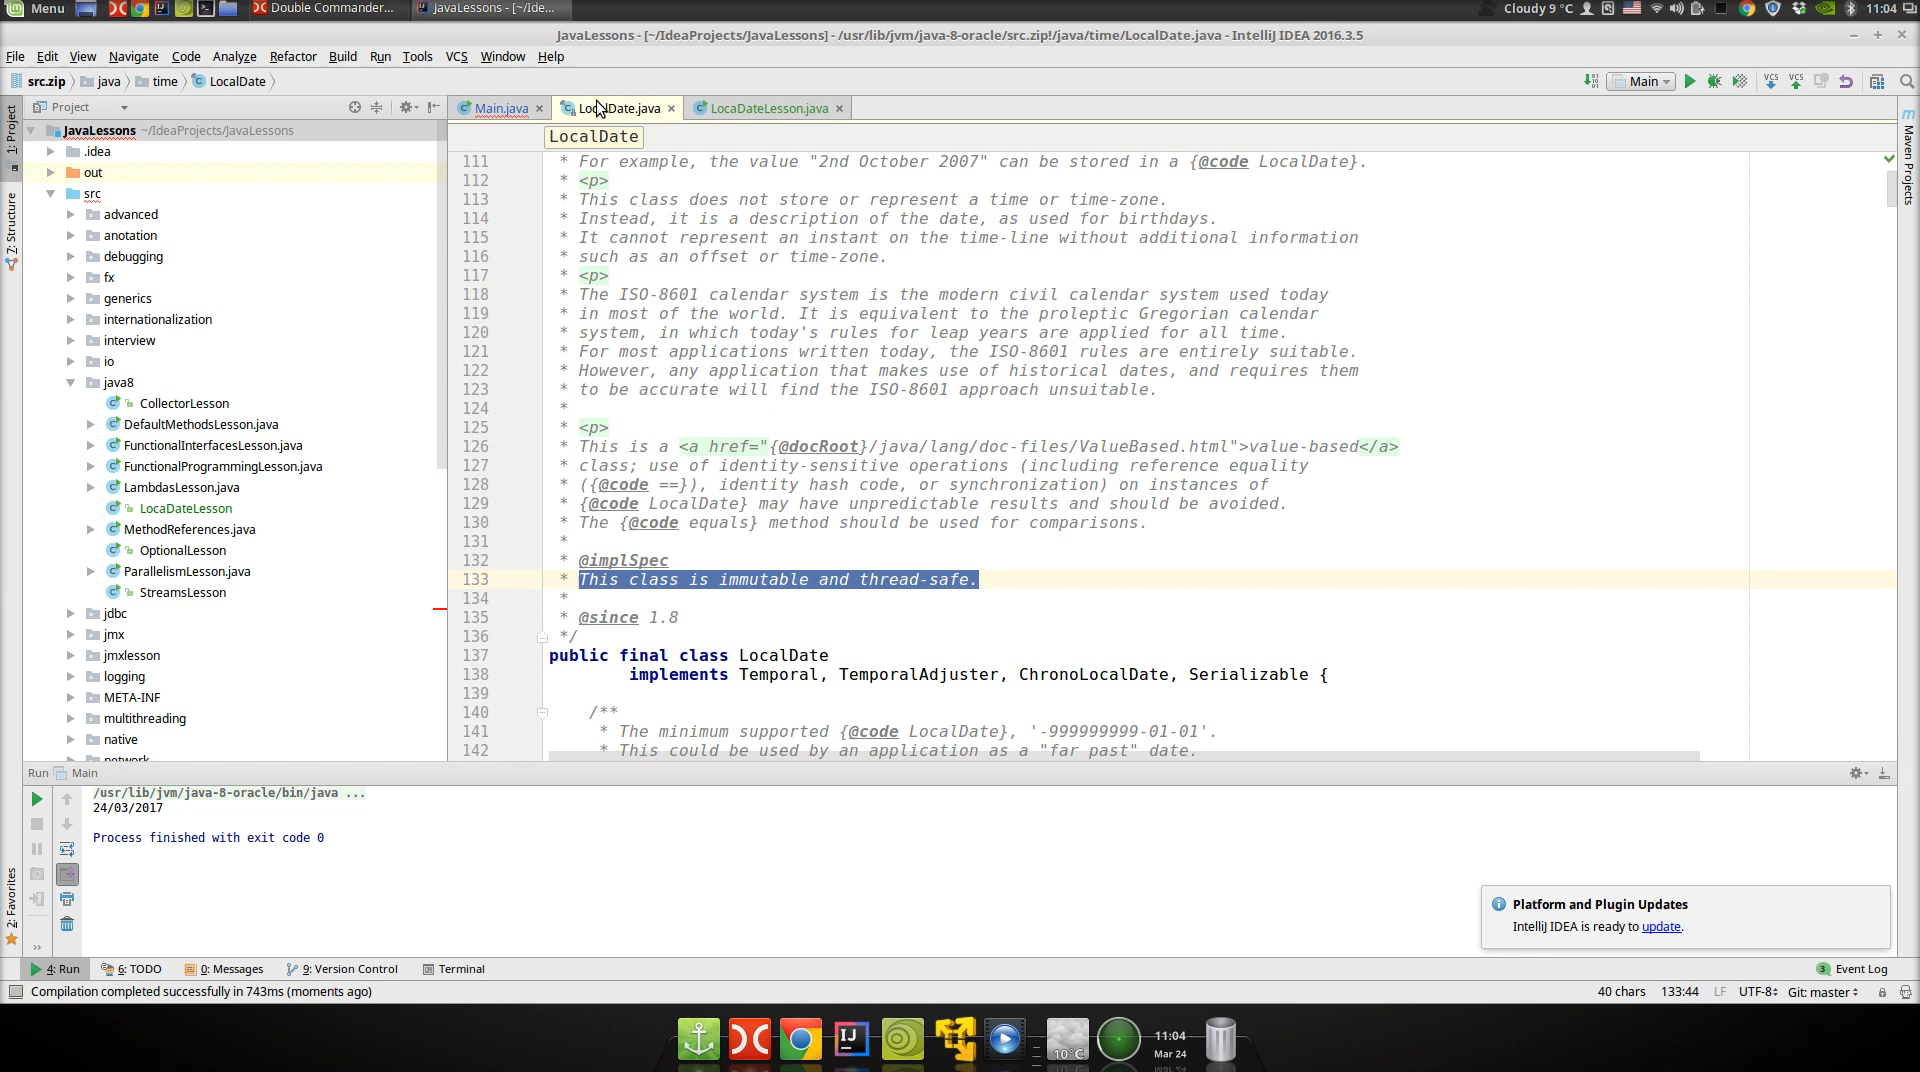 Menu Double Commander... JavaLessons - [~/Ide... Cloudy 9 °C 11:04
JavaLessons - [~/IdeaProjects/JavaLessons] - /usr/lib/jvm/java-8-oracle/src.zip!/java/time/LocalDate.java - IntelliJ IDEA 2016.3.5
File Edit View Navigate Code Analyze Refactor Build Run Tools VCS Window Help
src.zip java time LocalDate Main VCS VCS
Project Main.java LocalDate.java LocaDateLesson.java
1: Project
7: Structure
2: Favorites
Maven Projects
JavaLessons ~/IdeaProjects/JavaLessons
.idea
out
src
advanced
anotation
debugging
fx
generics
internationalization
interview
io
java8
CollectorLesson
DefaultMethodsLesson.java
FunctionalInterfacesLesson.java
FunctionalProgrammingLesson.java
LambdasLesson.java
LocaDateLesson
MethodReferences.java
OptionalLesson
ParallelismLesson.java
StreamsLesson
jdbc
jmx
jmxlesson
logging
META-INF
multithreading
native
network
LocalDate
111 * For example, the value "2nd October 2007" can be stored in a {@code LocalDate}.
112 * <p>
113 * This class does not store or represent a time or time-zone.
114 * Instead, it is a description of the date, as used for birthdays.
115 * It cannot represent an instant on the time-line without additional information
116 * such as an offset or time-zone.
117 * <p>
118 * The ISO-8601 calendar system is the modern civil calendar system used today
119 * in most of the world. It is equivalent to the proleptic Gregorian calendar
120 * system, in which today's rules for leap years are applied for all time.
121 * For most applications written today, the ISO-8601 rules are entirely suitable.
122 * However, any application that makes use of historical dates, and requires them
123 * to be accurate will find the ISO-8601 approach unsuitable.
124 *
125 * <p>
126 * This is a <a href="{@docRoot}/java/lang/doc-files/ValueBased.html">value-based</a>
127 * class; use of identity-sensitive operations (including reference equality
128 * ({@code ==}), identity hash code, or synchronization) on instances of
129 * {@code LocalDate} may have unpredictable results and should be avoided.
130 * The {@code equals} method should be used for comparisons.
131 *
132 * @implSpec
133 * This class is immutable and thread-safe.
134 *
135 * @since 1.8
136 */
137 public final class LocalDate
138 implements Temporal, TemporalAdjuster, ChronoLocalDate, Serializable {
139
140 /**
141 * The minimum supported {@code LocalDate}, '-999999999-01-01'.
142 * This could be used by an application as a "far past" date.
Run Main
/usr/lib/jvm/java-8-oracle/bin/java ...
24/03/2017
Process finished with exit code 0
Platform and Plugin Updates
IntelliJ IDEA is ready to update.
4: Run 6: TODO 0: Messages 9: Version Control Terminal 3 Event Log
Compilation completed successfully in 743ms (moments ago) 40 chars 133:44 LF UTF-8 Git: master
IJ 10°C 11:04
Mar 24